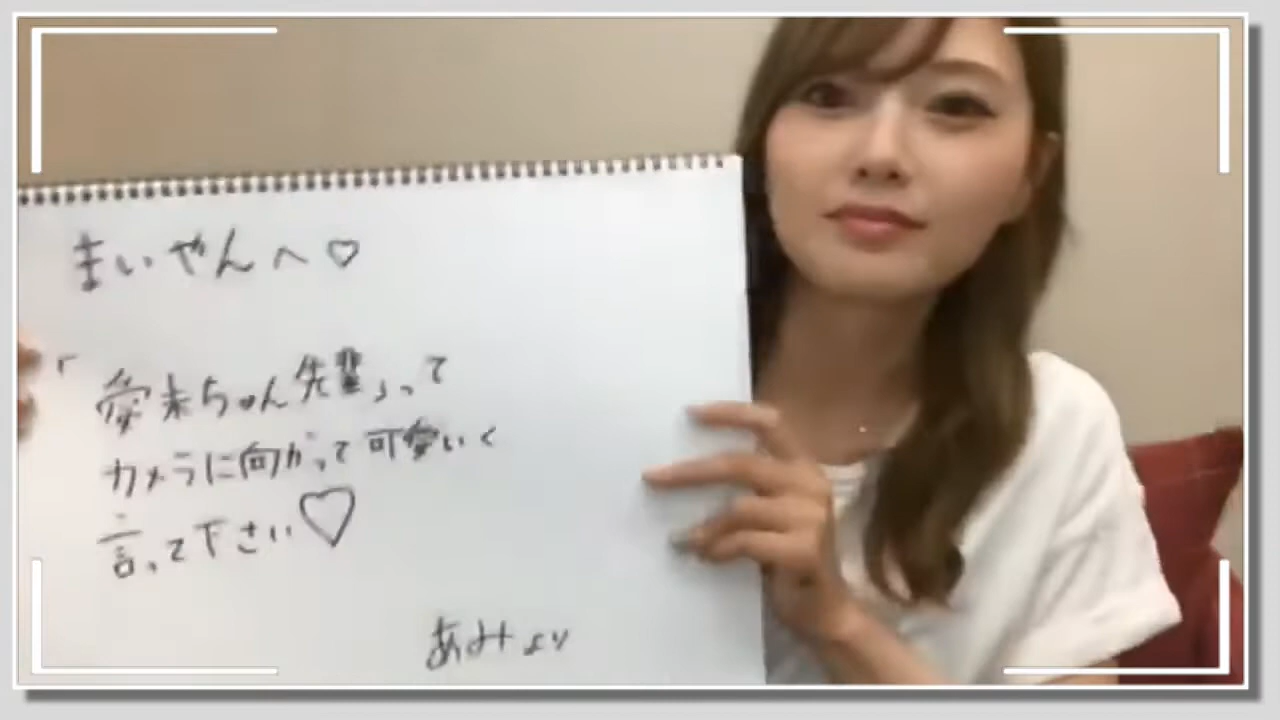 まいやんへ♡
「愛未ちゃん先輩」って
カメラに向かって可愛いく
言って下さい♡
あみより